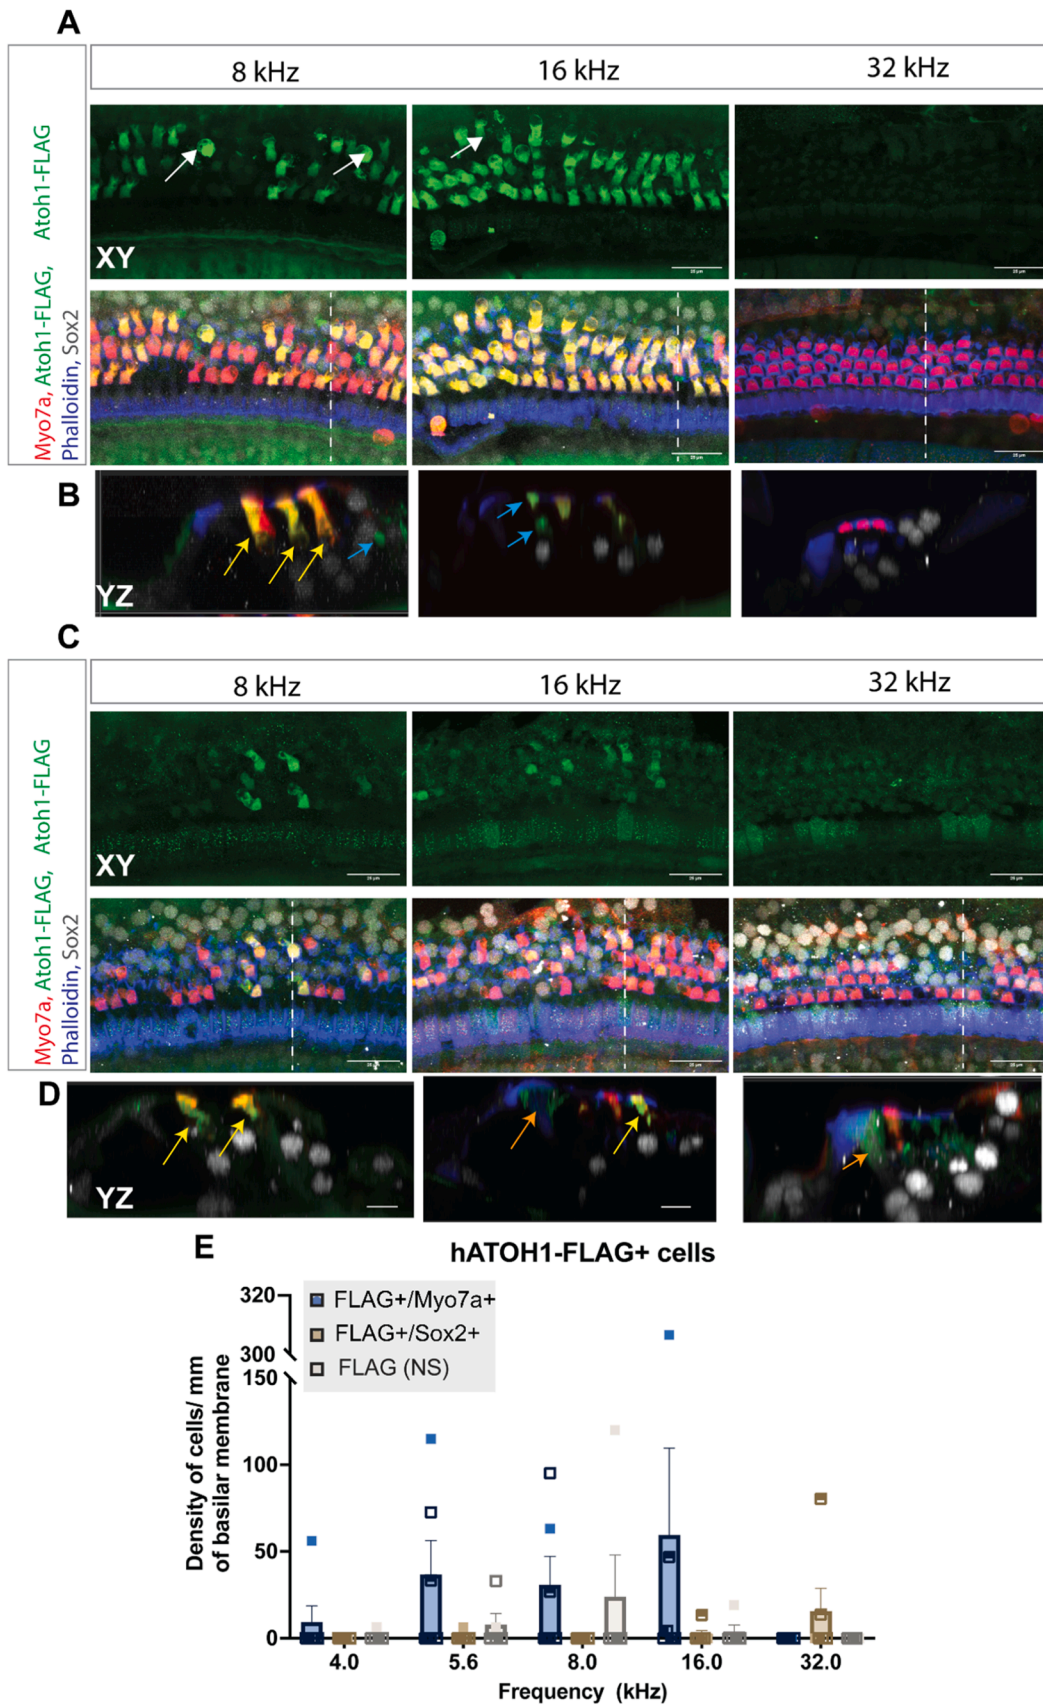 A
8 kHz
16 kHz
32 kHz
Atoh1-FLAG
XY
Myo7a, Atoh1-FLAG,
Phalloidin, Sox2
B
YZ
C
8 kHz
16 kHz
32 kHz
Atoh1-FLAG
XY
Myo7a, Atoh1-FLAG,
Phalloidin, Sox2
D
YZ
E
hATOH1-FLAG+ cells
FLAG+/Myo7a+
FLAG+/Sox2+
FLAG (NS)
Density of cells/ mm
of basilar membrane
320
300
150
100
50
0
4.0
5.6
8.0
16.0
32.0
Frequency (kHz)